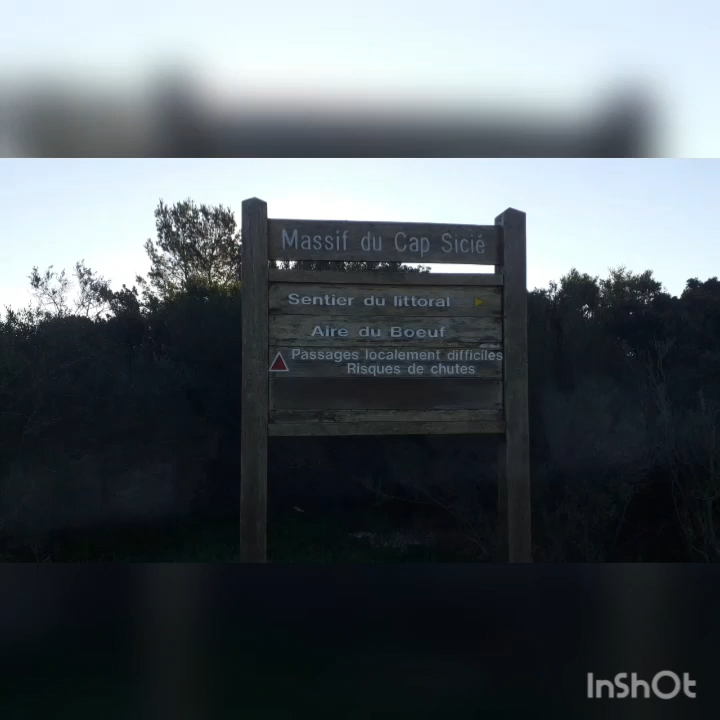 Massif du Cap Sicié
Sentier du littoral
Aire du Boeuf
Passages localement difficiles
Risques de chutes
InShOt